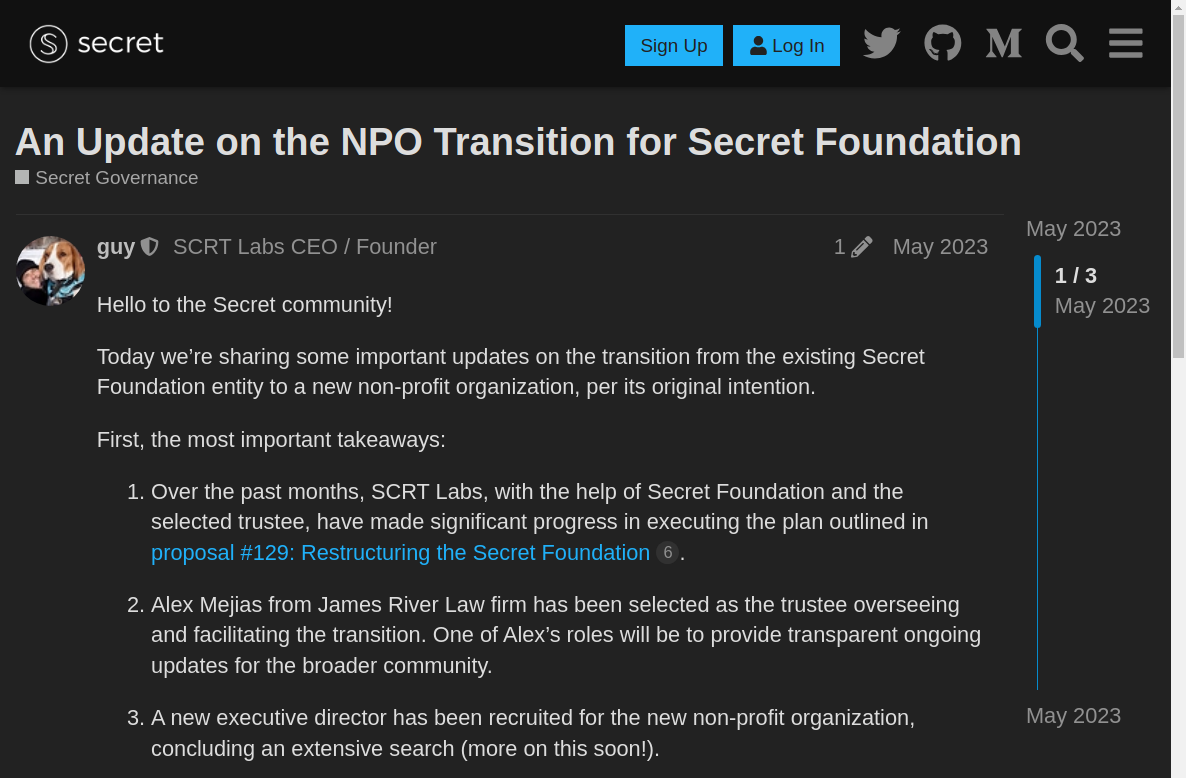 secret
Sign Up
Log In
An Update on the NPO Transition for Secret Foundation
Secret Governance
guy SCRT Labs CEO / Founder 1 May 2023
Hello to the Secret community!
Today we’re sharing some important updates on the transition from the existing Secret
Foundation entity to a new non-profit organization, per its original intention.
First, the most important takeaways:
1. Over the past months, SCRT Labs, with the help of Secret Foundation and the
selected trustee, have made significant progress in executing the plan outlined in
proposal #129: Restructuring the Secret Foundation 6 .
2. Alex Mejias from James River Law firm has been selected as the trustee overseeing
and facilitating the transition. One of Alex’s roles will be to provide transparent ongoing
updates for the broader community.
3. A new executive director has been recruited for the new non-profit organization,
concluding an extensive search (more on this soon!).
May 2023
1 / 3
May 2023
May 2023